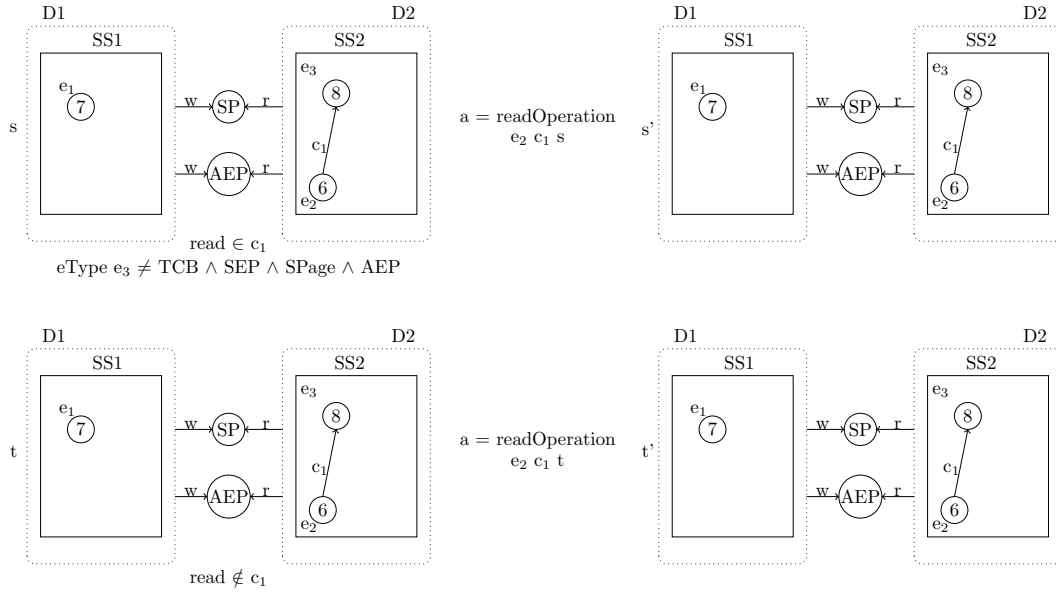 D1 D2 D1 D2
SS1 SS2 SS1 SS2
e₁ 7 w SP r e₃ 8 a = readOperation e₁ 7 w SP r e₃ 8
s c₁ e₂ c₁ s s' c₁
w AEP r 6 w AEP r 6
e₂ e₂
read ∈ c₁
eType e₃ ≠ TCB ∧ SEP ∧ SPage ∧ AEP
D1 D2 D1 D2
SS1 SS2 SS1 SS2
e₁ 7 w SP r e₃ 8 a = readOperation e₁ 7 w SP r e₃ 8
t c₁ e₂ c₁ t t' c₁
w AEP r 6 w AEP r 6
e₂ e₂
read ∉ c₁